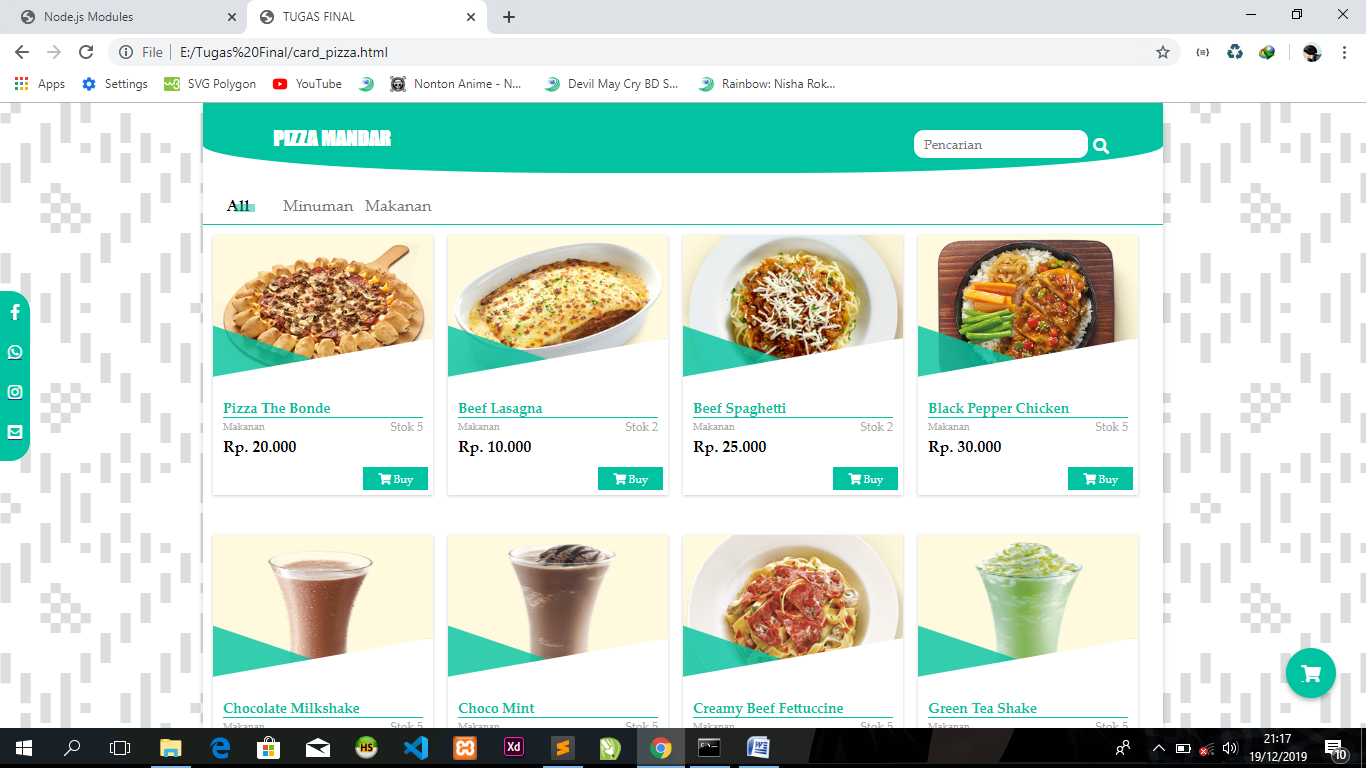 Node.js Modules
TUGAS FINAL
File
E:/Tugas%20Final/card_pizza.html
Apps
Settings
SVG Polygon
YouTube
Nonton Anime - N...
Devil May Cry BD S...
Rainbow: Nisha Rok...
PIZZA MANDAR
Pencarian
All
Minuman
Makanan
Pizza The Bonde
Makanan
Stok 5
Rp. 20.000
Buy
Beef Lasagna
Makanan
Stok 2
Rp. 10.000
Buy
Beef Spaghetti
Makanan
Stok 2
Rp. 25.000
Buy
Black Pepper Chicken
Makanan
Stok 5
Rp. 30.000
Buy
Chocolate Milkshake
Makanan
Stok 5
Choco Mint
Makanan
Stok 5
Creamy Beef Fettuccine
Makanan
Stok 5
Green Tea Shake
Makanan
Stok 5
HS
Xd
21:17
19/12/2019
10